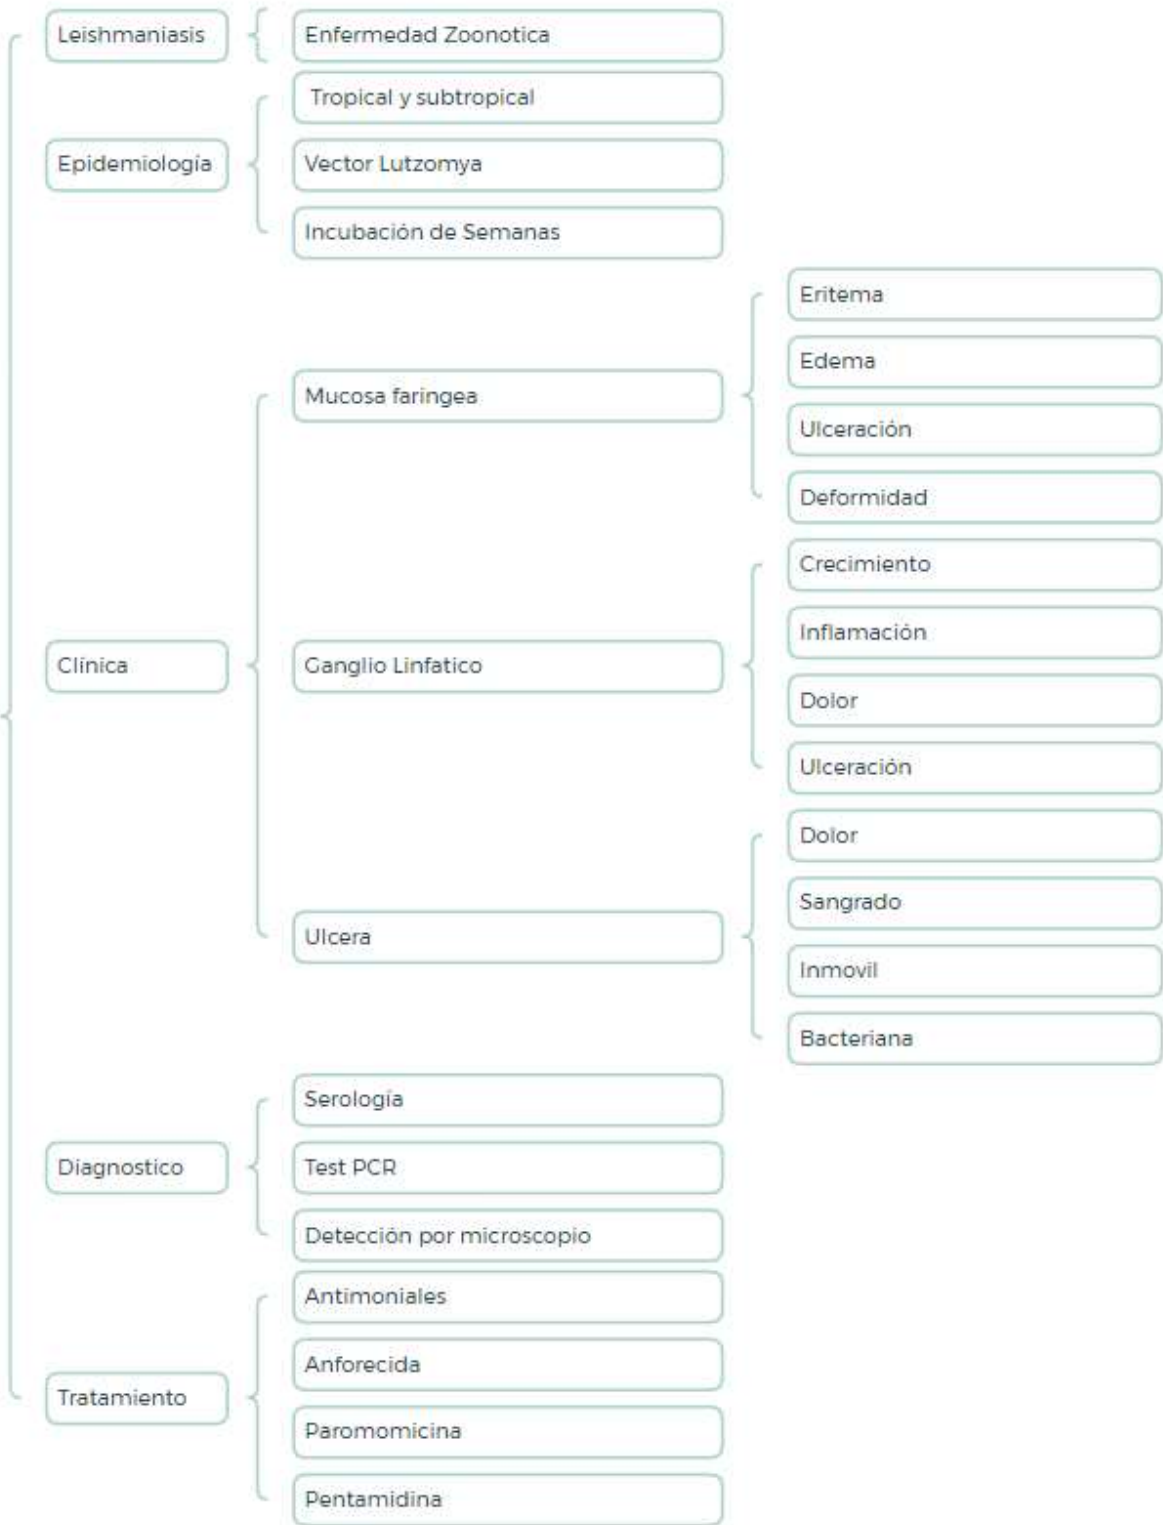 Leishmaniasis
Enfermedad Zoonotica
Epidemiología
Tropical y subtropical
Vector Lutzomya
Incubación de Semanas
Clínica
Mucosa faringea
Eritema
Edema
Ulceración
Deformidad
Ganglio Linfatico
Crecimiento
Inflamación
Dolor
Ulceración
Ulcera
Dolor
Sangrado
Inmovil
Bacteriana
Diagnostico
Serología
Test PCR
Detección por microscopio
Tratamiento
Antimoniales
Anforecida
Paromomicina
Pentamidina